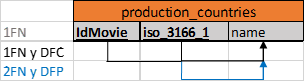 production_countries
1FN IdMovie iso_3166_1 name
1FN y DFC
2FN y DFP